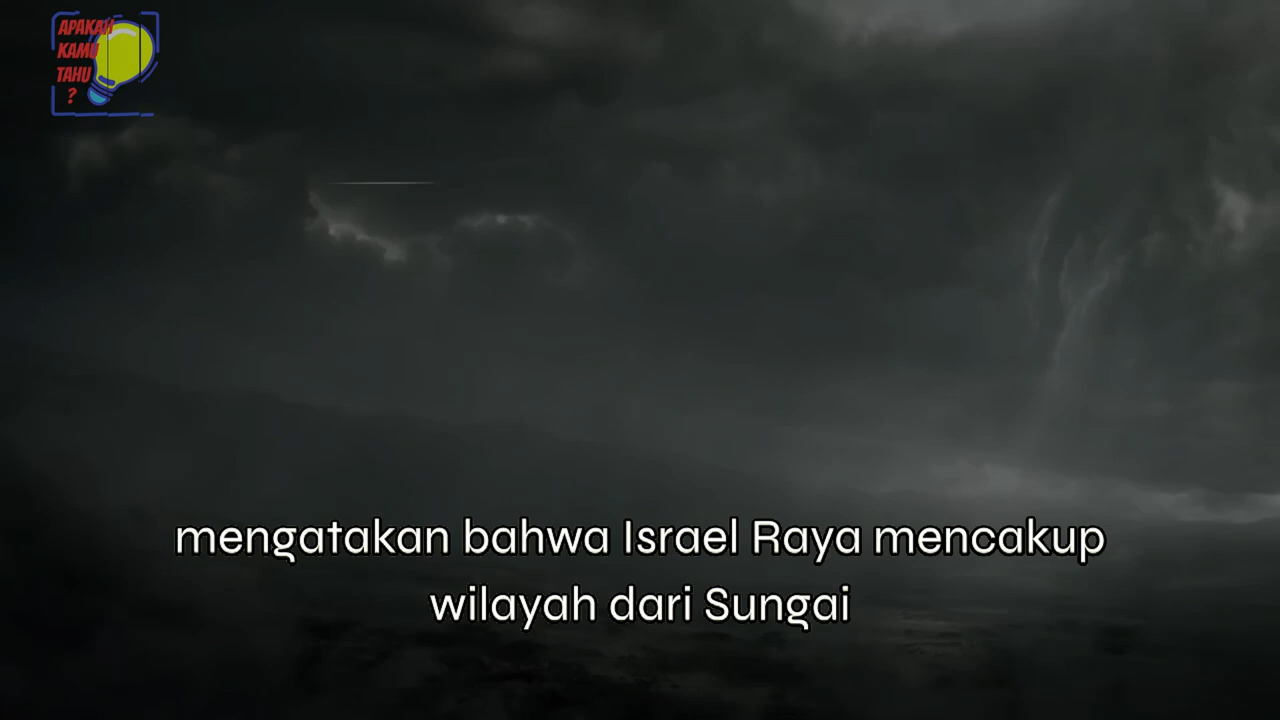 APAKAH
KAMU
TAHU
?
mengatakan bahwa Israel Raya mencakup
wilayah dari Sungai